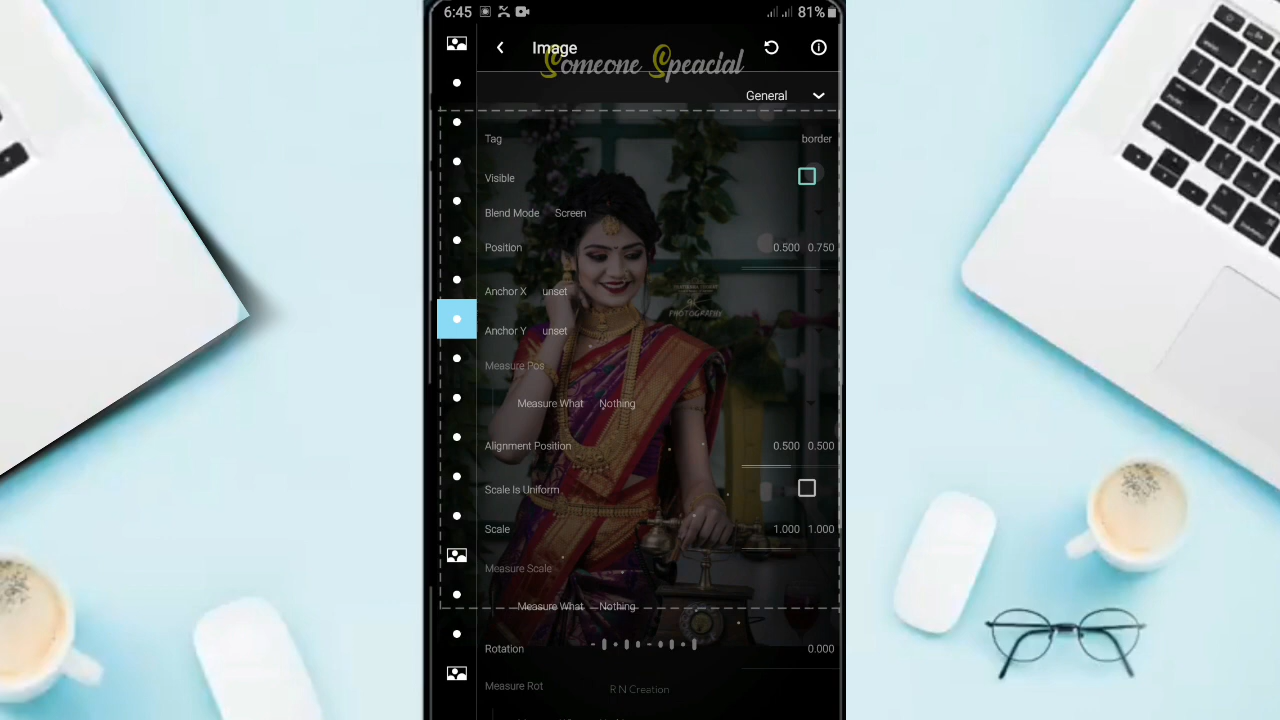 6:45 81%
Image
Someone Speacial
General
Tag border
Visible
Blend Mode Screen
Position 0.500 0.750
Anchor X unset
PHOTOGRAPHY
Anchor Y unset
Measure Pos
Measure What Nothing
Alignment Position 0.500 0.500
Scale Is Uniform
Scale 1.000 1.000
Measure Scale
Measure What Nothing
Rotation 0.000
Measure Rot
R N Creation